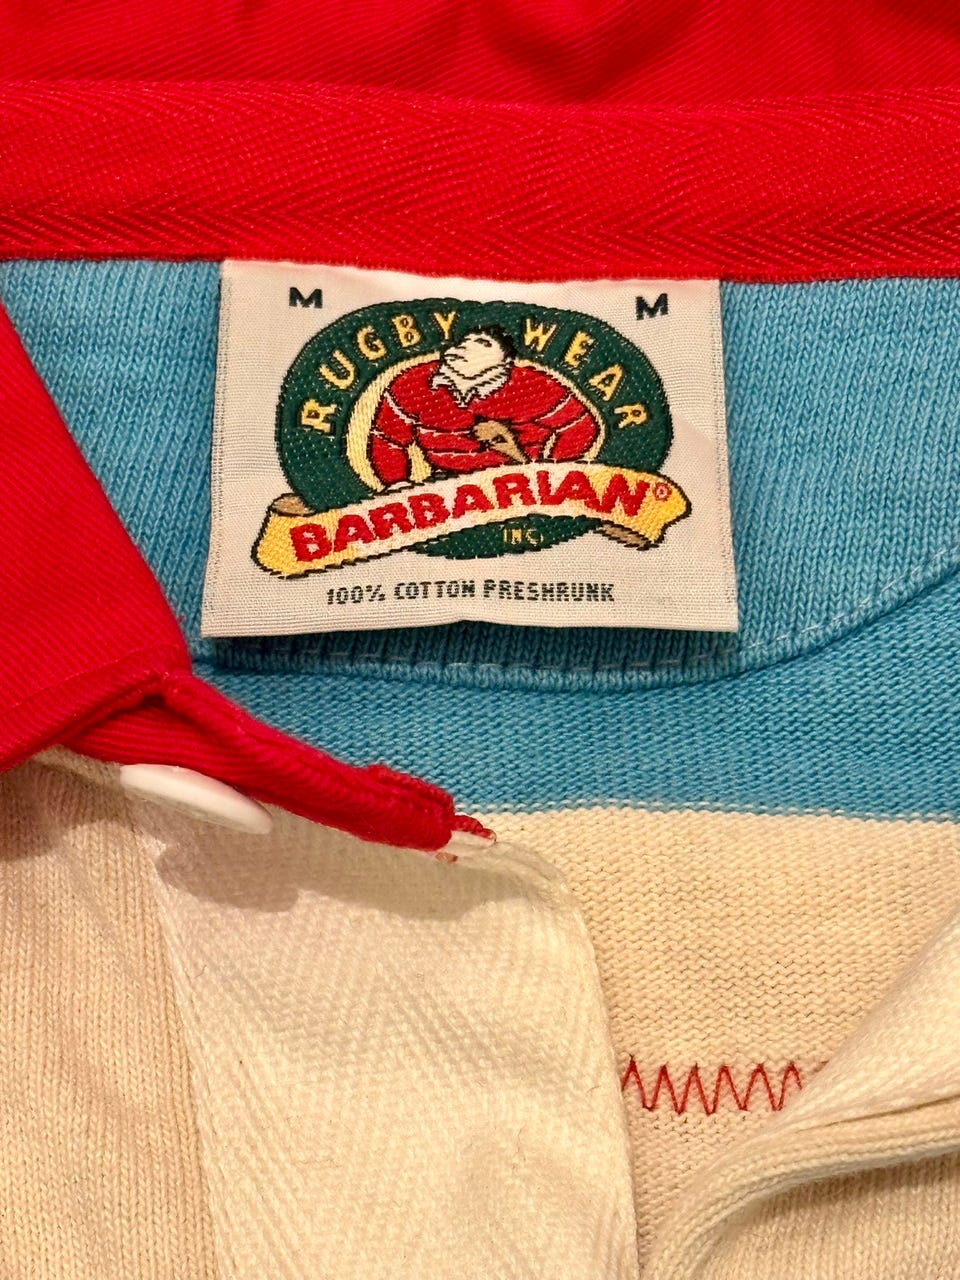 M M
RUGBY WEAR
BARBARIAN®
INC.
100% COTTON PRESHRUNK